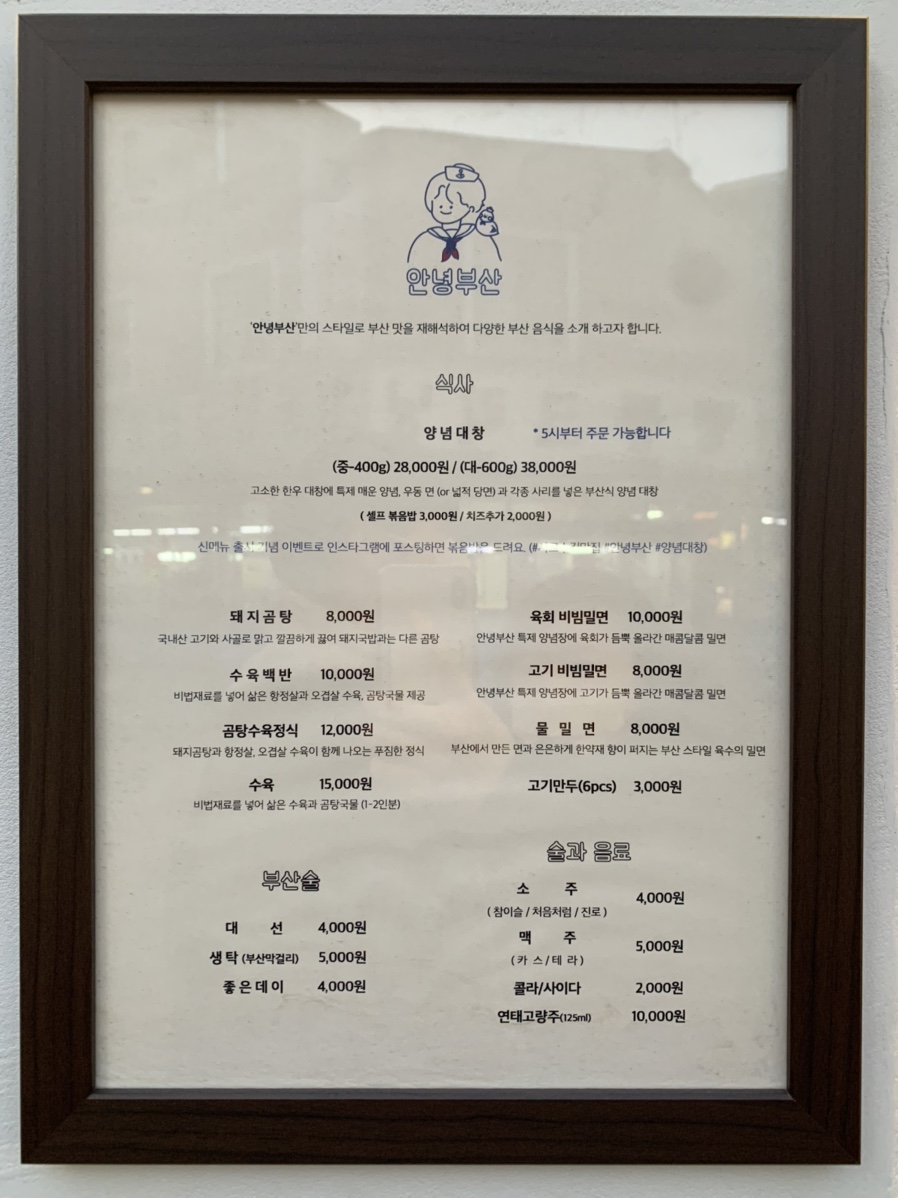 안녕부산
'안녕부산'만의 스타일로 부산 맛을 재해석하여 다양한 부산 음식을 소개 하고자 합니다.
식사
양념대창 * 5시부터 주문 가능합니다
(중-400g) 28,000원 / (대-600g) 38,000원
고소한 한우 대창에 특제 매운 양념, 우동 면 (or 넓적 당면) 과 각종 사리를 넣은 부산식 양념 대창
( 셀프 볶음밥 3,000원 / 치즈추가 2,000원 )
신메뉴 출시 기념 이벤트로 인스타그램에 포스팅하면 볶음밥을 드려요. #안녕부산 #양념대창)
돼지곰탕 8,000원
국내산 고기와 사골로 맑고 깔끔하게 끓여 돼지국밥과는 다른 곰탕
수육백반 10,000원
비법재료를 넣어 삶은 항정살과 오겹살 수육, 곰탕국물 제공
곰탕수육정식 12,000원
돼지곰탕과 항정살, 오겹살 수육이 함께 나오는 푸짐한 정식
수육 15,000원
비법재료를 넣어 삶은 수육과 곰탕국물 (1-2인분)
육회 비빔밀면 10,000원
안녕부산 특제 양념장에 육회가 듬뿍 올라간 매콤달콤 밀면
고기 비빔밀면 8,000원
안녕부산 특제 양념장에 고기가 듬뿍 올라간 매콤달콤 밀면
물 밀 면 8,000원
부산에서 만든 면과 은은하게 한약재 향이 퍼지는 부산 스타일 육수의 밀면
고기만두(6pcs) 3,000원
부산술
대 선 4,000원
생탁 (부산막걸리) 5,000원
좋은데이 4,000원
술과 음료
소 주 4,000원
( 참이슬 / 처음처럼 / 진로 )
맥 주 5,000원
( 카 스 / 테 라 )
콜라/사이다 2,000원
연태고량주(125ml) 10,000원